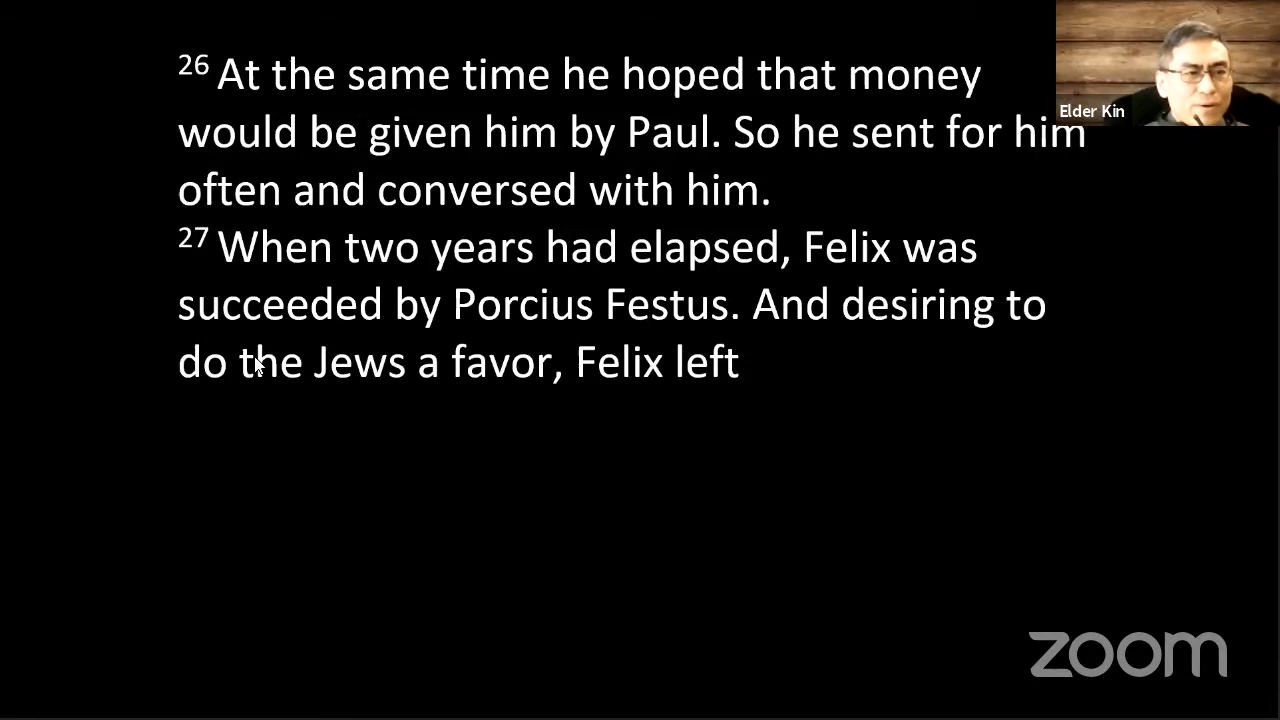 26 At the same time he hoped that money
would be given him by Paul. So he sent for him
often and conversed with him.
27 When two years had elapsed, Felix was
succeeded by Porcius Festus. And desiring to
do the Jews a favor, Felix left
Elder Kin
zoom